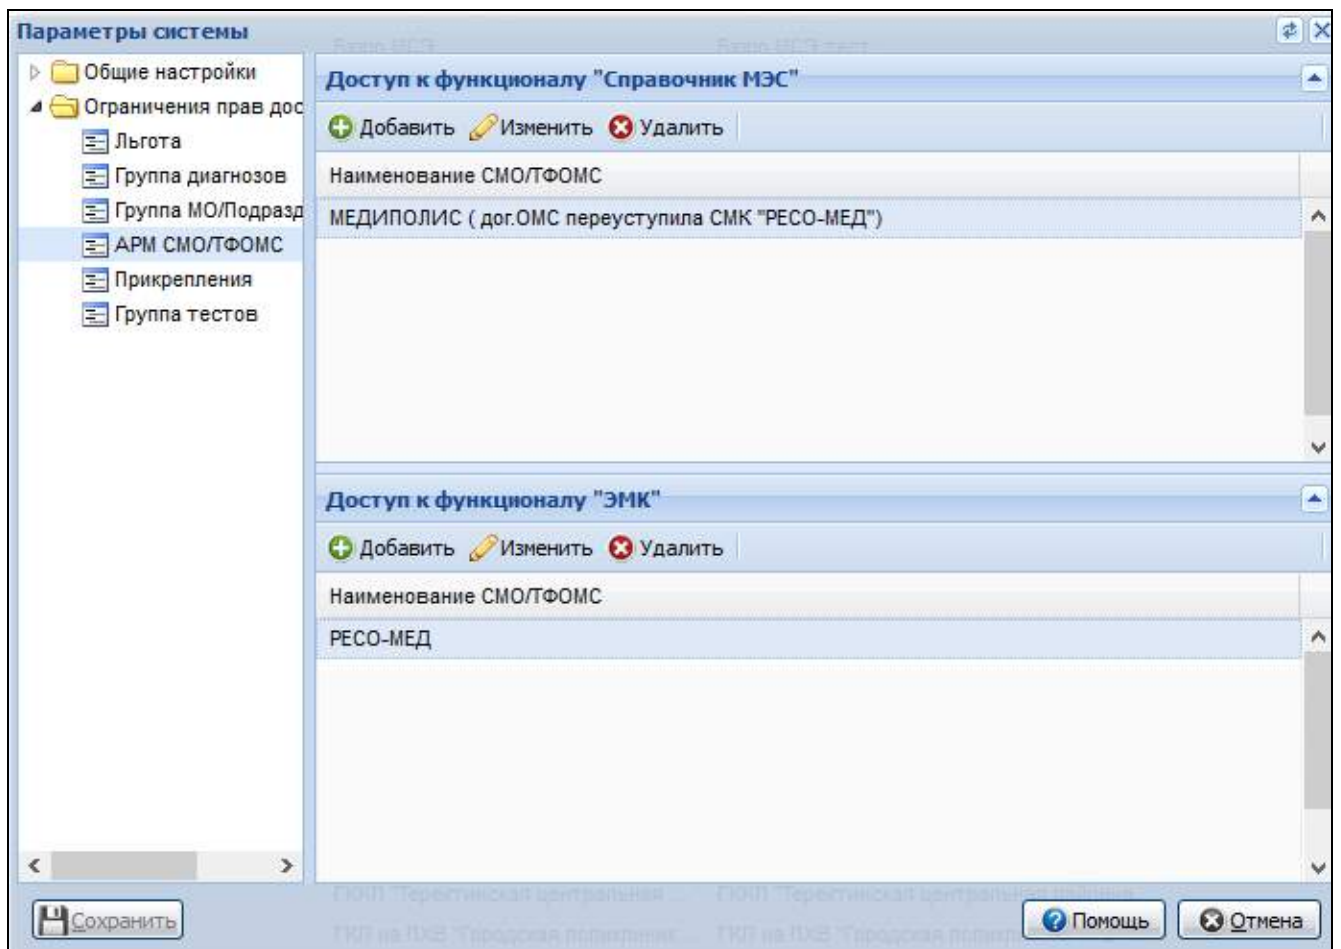 Параметры системы
Общие настройки
Ограничения прав дос
Льгота
Группа диагнозов
Группа МО/Подразд
АРМ СМО/ТФОМС
Прикрепления
Группа тестов
Доступ к функционалу "Справочник МЭС"
Добавить Изменить Удалить
Наименование СМО/ТФОМС
МЕДИПОЛИС ( дог.ОМС переуступила СМК "РЕСО-МЕД")
Доступ к функционалу "ЭМК"
Добавить Изменить Удалить
Наименование СМО/ТФОМС
РЕСО-МЕД
Сохранить Помощь Отмена